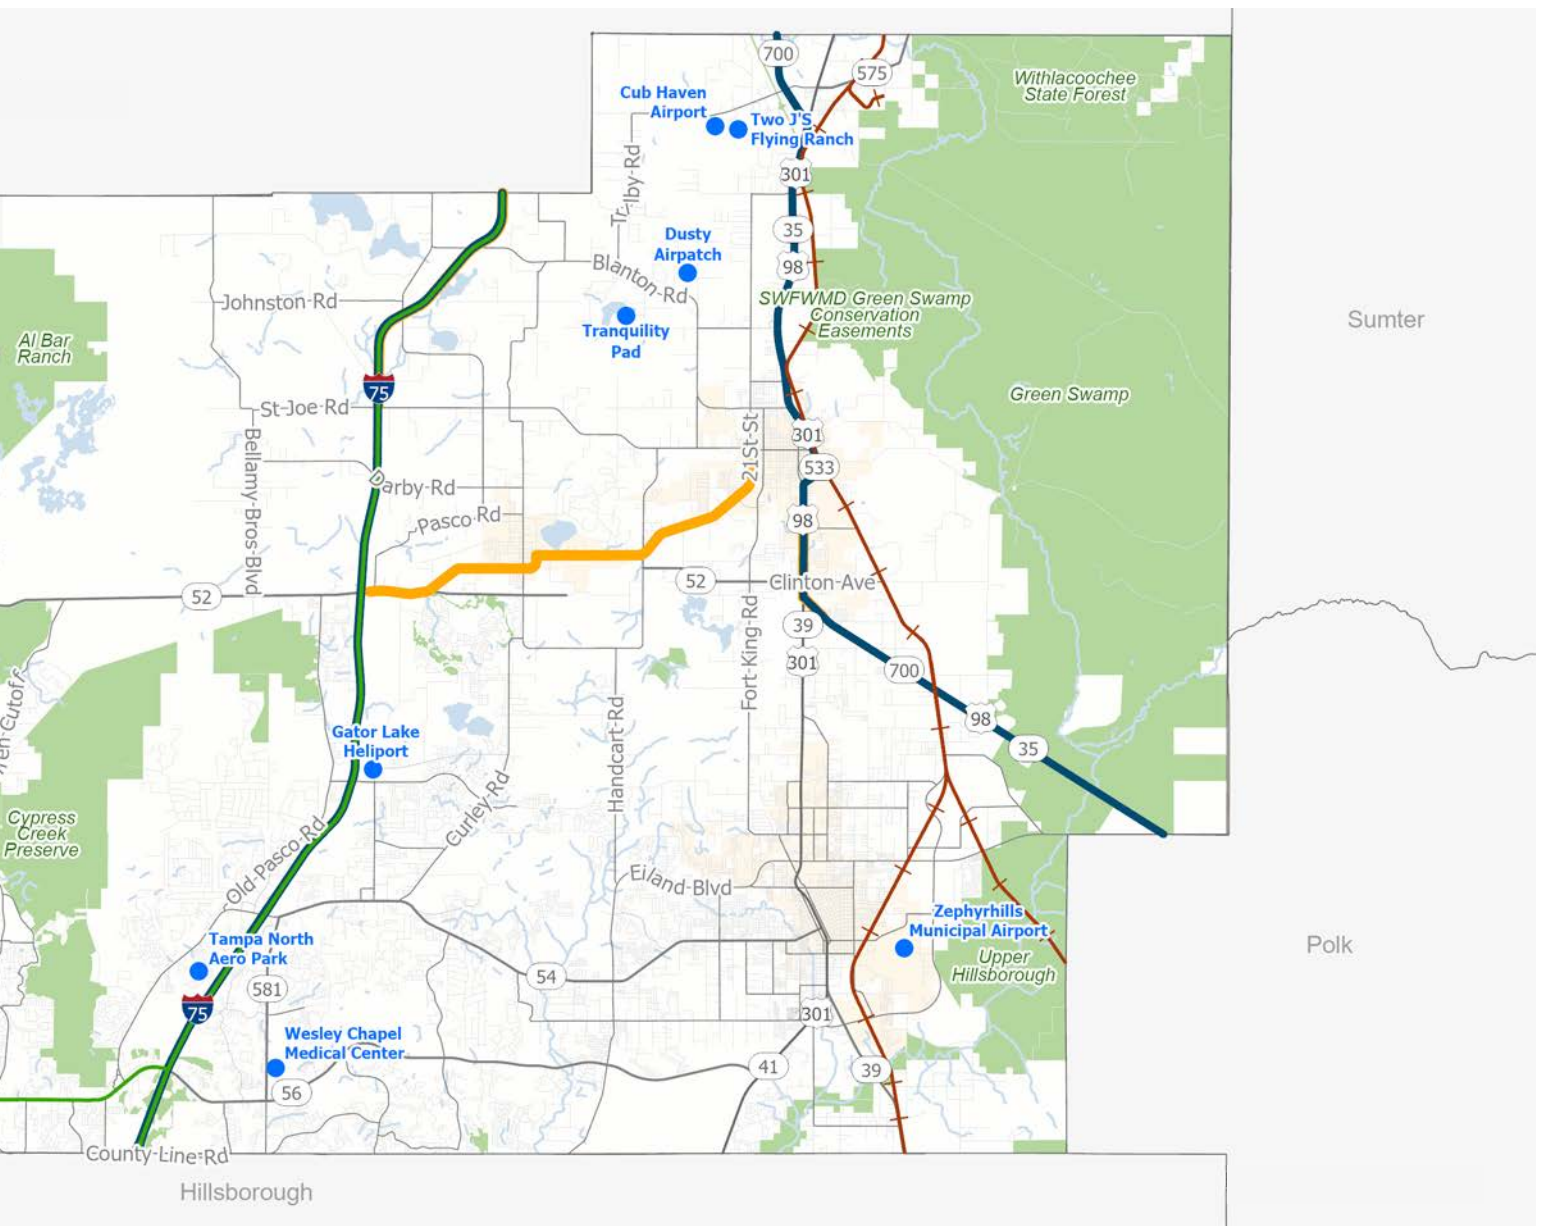 700
575
Withlacoochee
State Forest
Cub Haven
Airport
Two J'S
Flying Ranch
Trilby-Rd
301
35
Dusty
Airpatch
98
Blanton-Rd
Johnston-Rd
SWFWMD Green Swamp
Conservation
Easements
Sumter
Tranquility
Pad
Al Bar
Ranch
75
Green Swamp
St-Joe-Rd
21St-St
301
Bellamy-Bros-Blvd
533
Darby-Rd
Pasco Rd
98
52
52
Clinton-Ave
39
Fort-King-Rd
301
700
Cutoff
98
Gator Lake
Heliport
35
Handcart-Rd
Curley-Rd
Cypress
Creek
Preserve
Old-Pasco-Rd
Eiland-Blvd
Zephyrhills
Municipal Airport
Tampa North
Aero Park
Polk
Upper
Hillsborough
54
581
75
301
Wesley Chapel
Medical Center
41
39
56
County-Line-Rd
Hillsborough